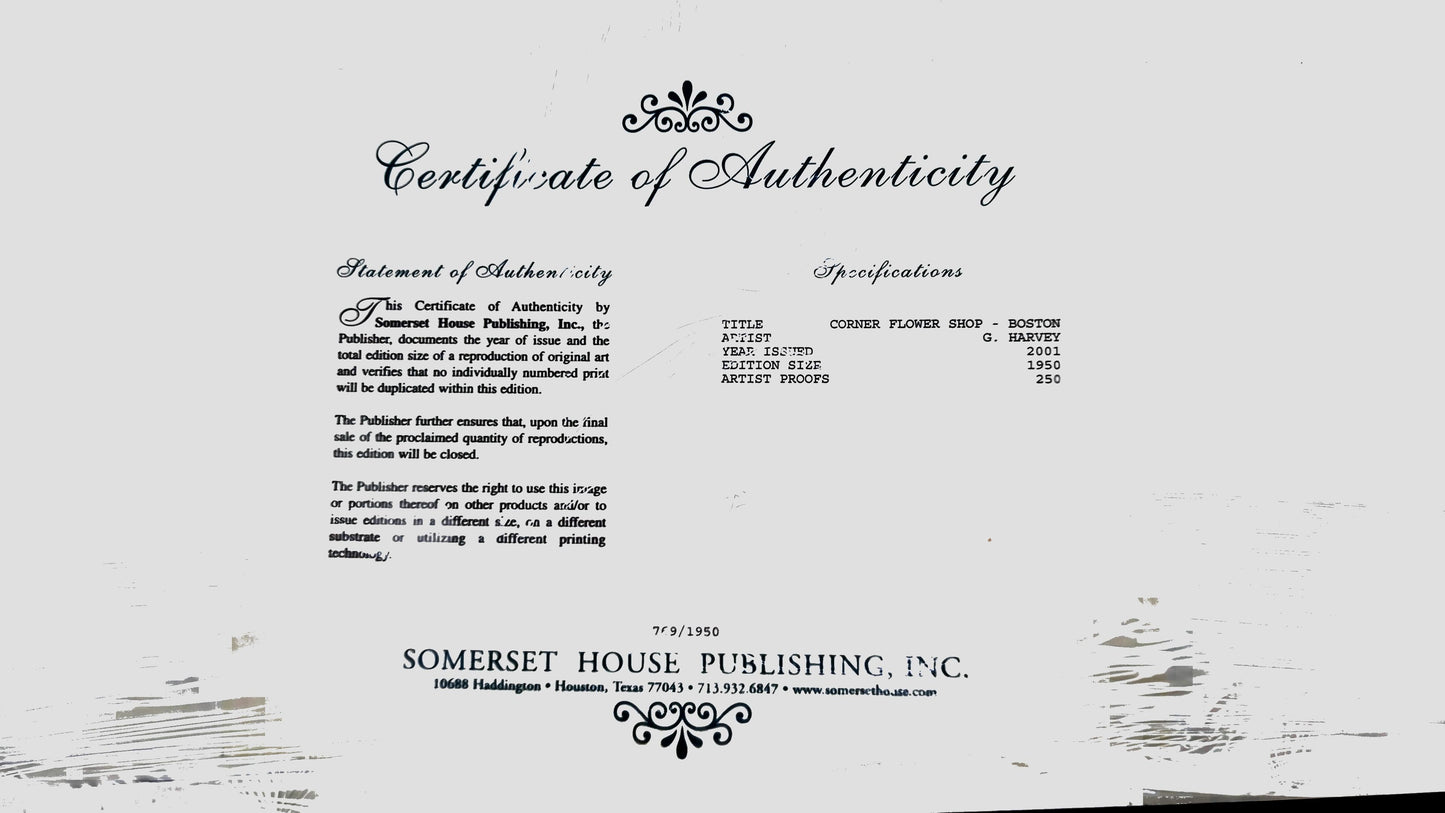 Certificate of Authenticity
Statement of Authenticity
This Certificate of Authenticity by
Somerset House Publishing, Inc., the
Publisher, documents the year of issue and the
total edition size of a reproduction of original art
and verifies that no individually numbered print
will be duplicated within this edition.
The Publisher further ensures that, upon the final
sale of the proclaimed quantity of reproductions,
this edition will be closed.
The Publisher reserves the right to use this image
or portions thereof on other products and/or to
issue editions in a different size, on a different
substrate or utilizing a different printing
technology.
Specifications
TITLE CORNER FLOWER SHOP - BOSTON
ARTIST G. HARVEY
YEAR ISSUED 2001
EDITION SIZE 1950
ARTIST PROOFS 250
SOMERSET HOUSE PUBLISHING, INC.
10688 Haddington • Houston, Texas 77043 • 713.932.6847 • www.somersethouse.com